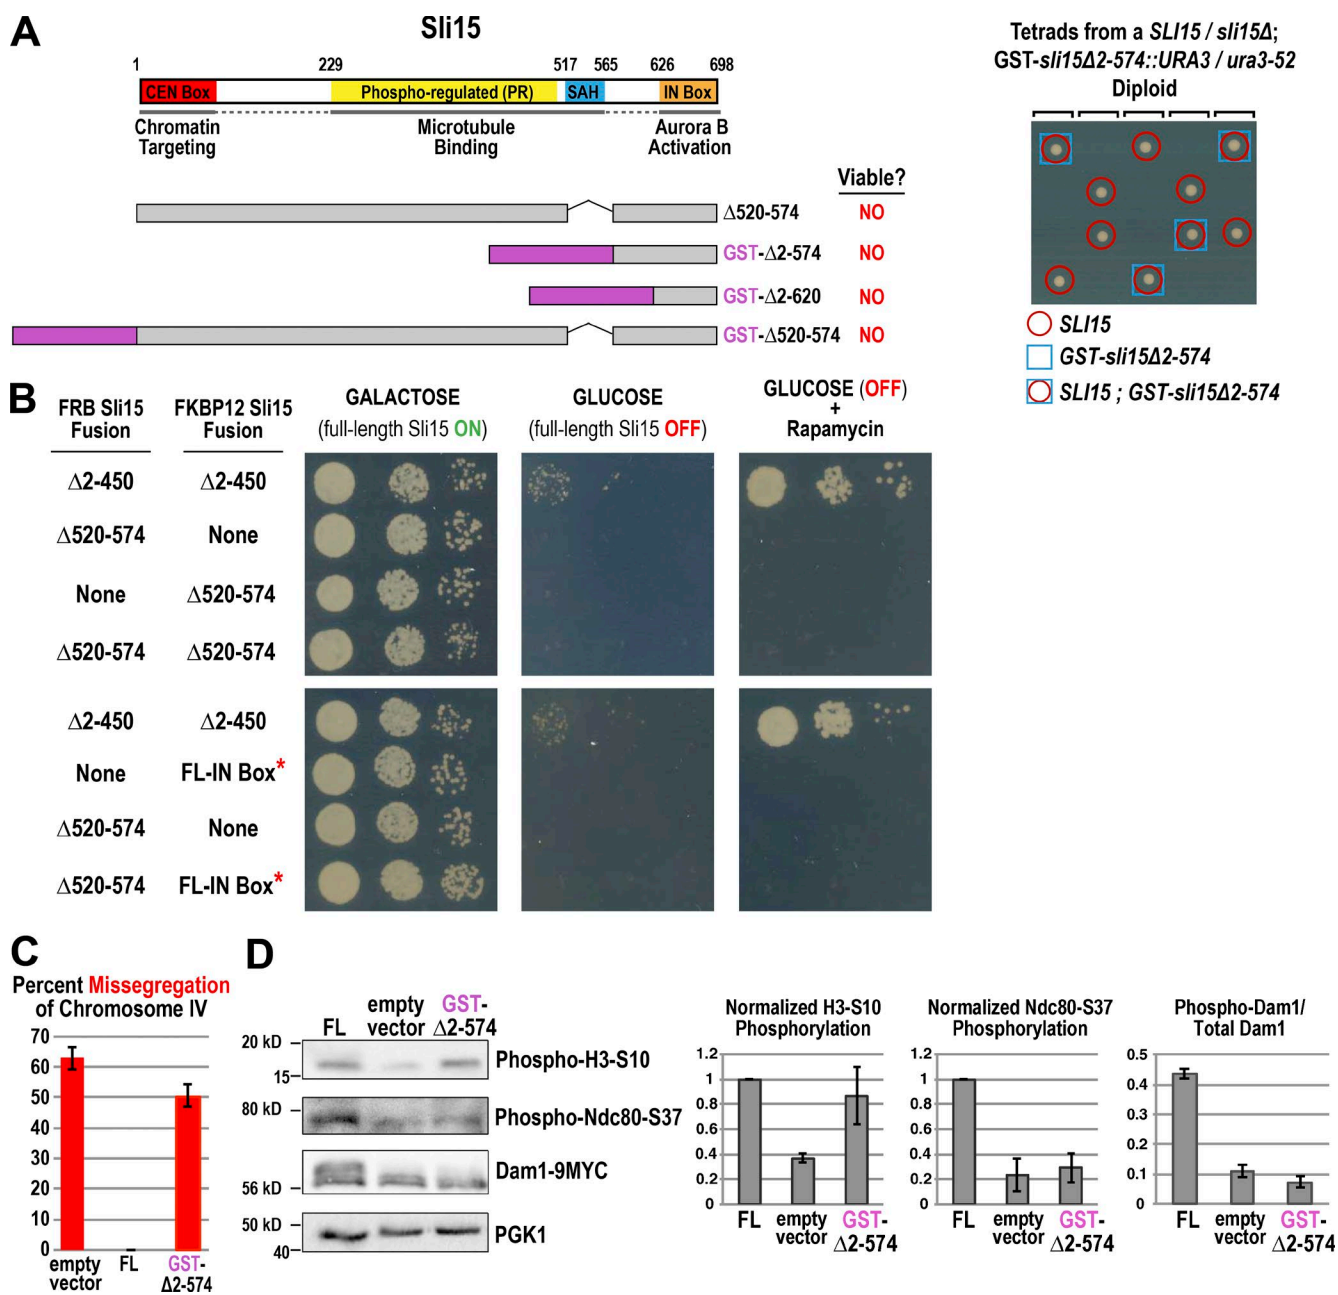 A
Sli15
1 229 517 565 626 698
CEN Box Phospho-regulated (PR) SAH IN Box
Chromatin Targeting
Microtubule Binding
Aurora B Activation
Viable?
Δ520-574 NO
GST-Δ2-574 NO
GST-Δ2-620 NO
GST-Δ520-574 NO
Tetrads from a SLI15 / sli15Δ;
GST-sli15Δ2-574::URA3 / ura3-52
Diploid
SLI15
GST-sli15Δ2-574
SLI15 ; GST-sli15Δ2-574
B
FRB Sli15 Fusion
FKBP12 Sli15 Fusion
GALACTOSE
(full-length Sli15 ON)
GLUCOSE
(full-length Sli15 OFF)
GLUCOSE (OFF)
+
Rapamycin
Δ2-450 Δ2-450
Δ520-574 None
None Δ520-574
Δ520-574 Δ520-574
Δ2-450 Δ2-450
None FL-IN Box*
Δ520-574 None
Δ520-574 FL-IN Box*
C
Percent Missegregation
of Chromosome IV
70
60
50
40
30
20
10
0
empty vector
FL
GST-Δ2-574
D
FL
empty vector
GST-Δ2-574
20 kD
15
Phospho-H3-S10
80 kD
Phospho-Ndc80-S37
56 kD
Dam1-9MYC
50 kD
40
PGK1
Normalized H3-S10
Phosphorylation
1.2
1
0.8
0.6
0.4
0.2
0
FL
empty vector
GST-Δ2-574
Normalized Ndc80-S37
Phosphorylation
1.2
1
0.8
0.6
0.4
0.2
0
FL
empty vector
GST-Δ2-574
Phospho-Dam1/
Total Dam1
0.5
0.4
0.3
0.2
0.1
0
FL
empty vector
GST-Δ2-574